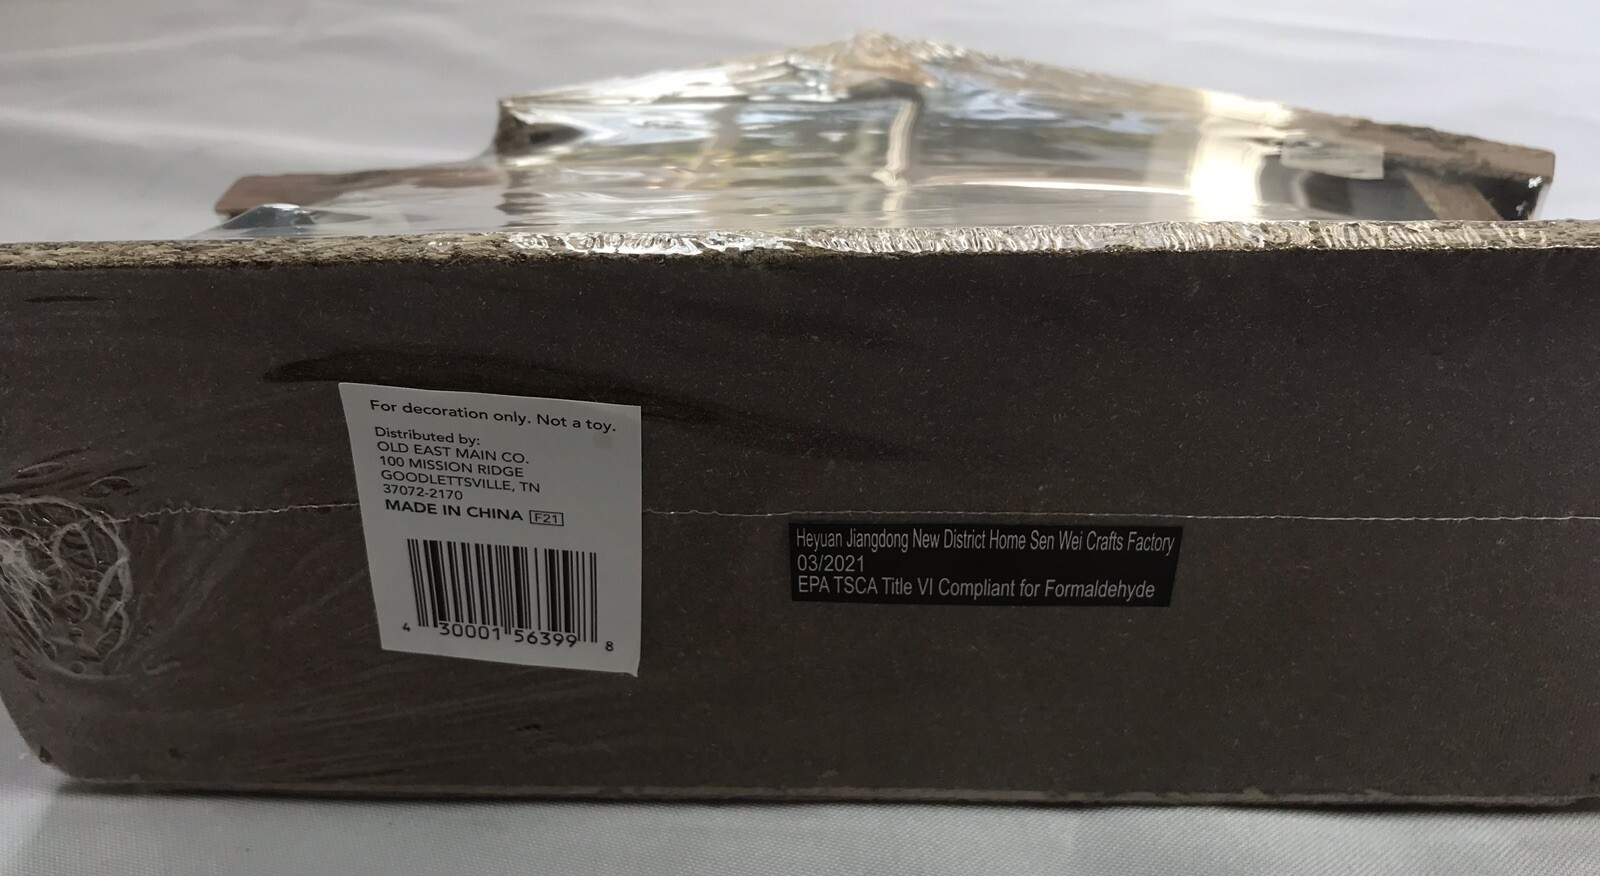 For decoration only. Not a toy.
Distributed by:
OLD EAST MAIN CO.
100 MISSION RIDGE
GOODLETTSVILLE, TN
37072-2170
MADE IN CHINA F21
4 30001 56399 8
Heyuan Jiangdong New District Home Sen Wei Crafts Factory
03/2021
EPA TSCA Title VI Compliant for Formaldehyde